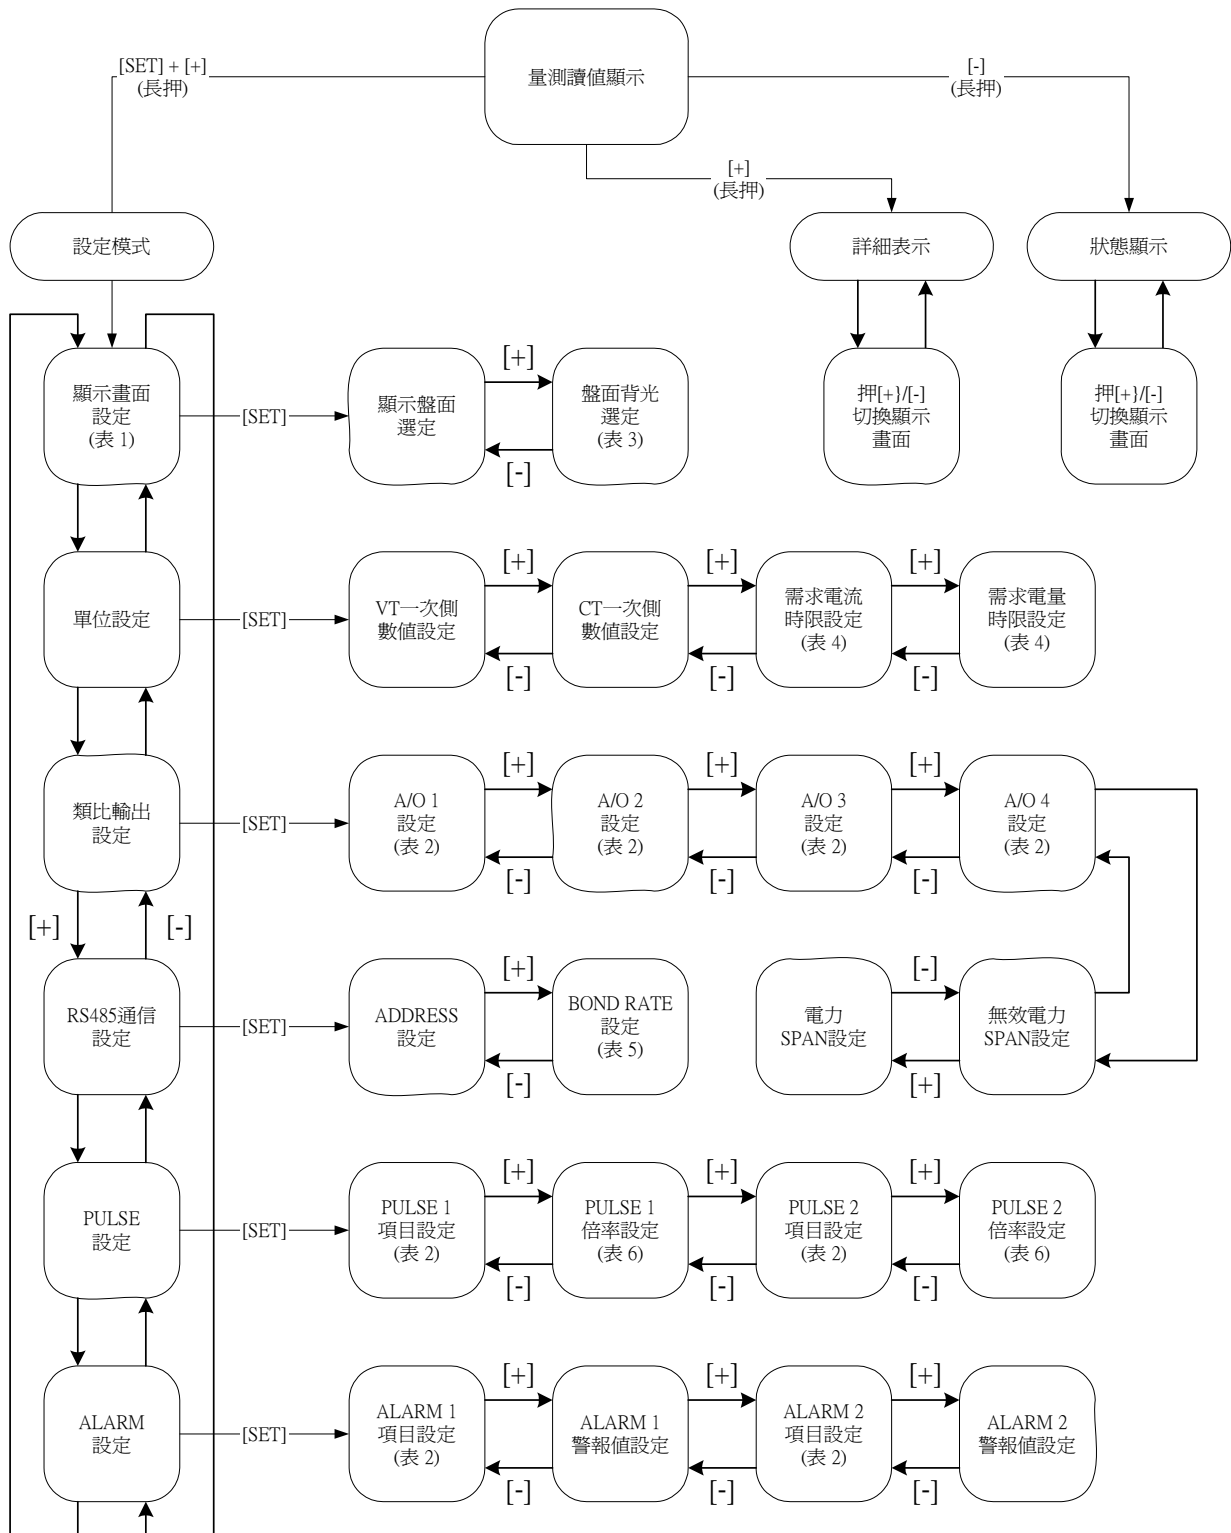 量測讀值顯示
[SET] + [+]
(長押)
[-]
(長押)
[+]
(長押)
設定模式
詳細表示
狀態顯示
顯示畫面
設定
(表 1)
[SET]
顯示盤面
選定
[+]
[-]
盤面背光
選定
(表 3)
押[+}/[-]
切換顯示
畫面
押[+}/[-]
切換顯示
畫面
單位設定
[SET]
VT一次側
數值設定
[+]
[-]
CT一次側
數值設定
[+]
[-]
需求電流
時限設定
(表 4)
[+]
[-]
需求電量
時限設定
(表 4)
類比輸出
設定
[SET]
A/O 1
設定
(表 2)
[+]
[-]
A/O 2
設定
(表 2)
[+]
[-]
A/O 3
設定
(表 2)
[+]
[-]
A/O 4
設定
(表 2)
[+]
[-]
RS485通信
設定
[SET]
ADDRESS
設定
[+]
[-]
BOND RATE
設定
(表 5)
電力
SPAN設定
[-]
[+]
無效電力
SPAN設定
PULSE
設定
[SET]
PULSE 1
項目設定
(表 2)
[+]
[-]
PULSE 1
倍率設定
(表 6)
[+]
[-]
PULSE 2
項目設定
(表 2)
[+]
[-]
PULSE 2
倍率設定
(表 6)
ALARM
設定
[SET]
ALARM 1
項目設定
(表 2)
[+]
[-]
ALARM 1
警報值設定
[+]
[-]
ALARM 2
項目設定
(表 2)
[+]
[-]
ALARM 2
警報值設定